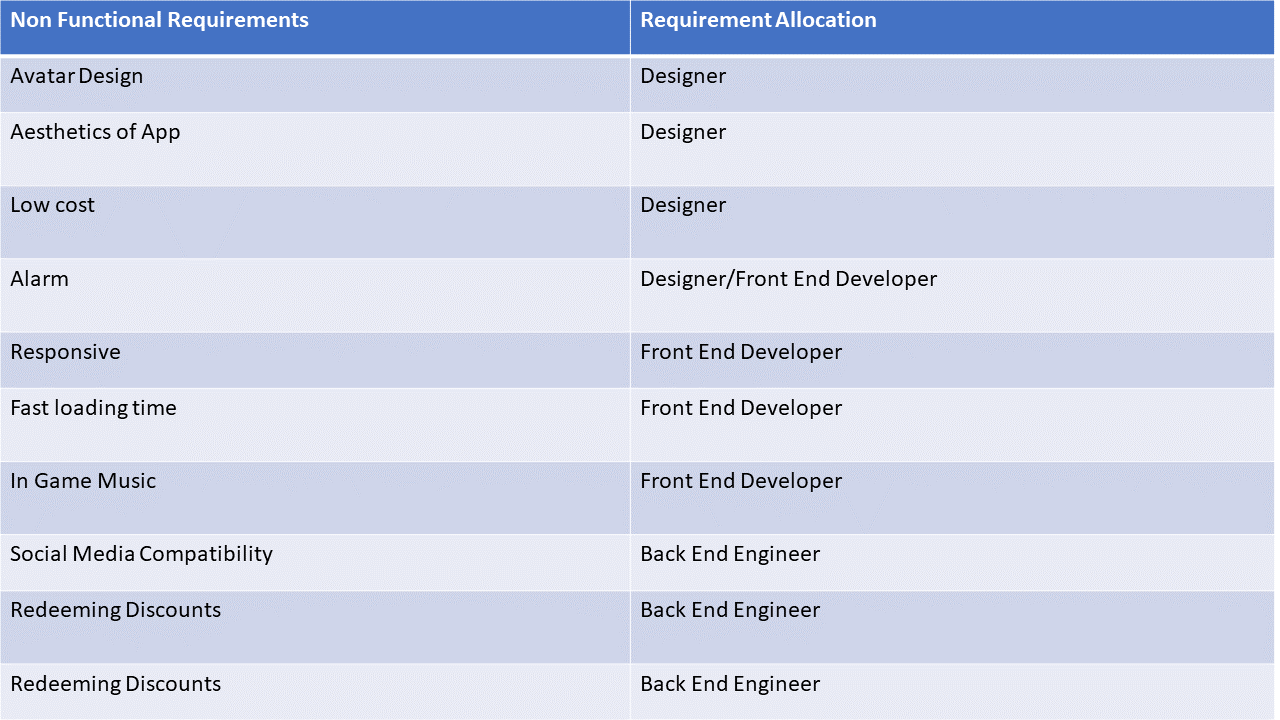 Non Functional Requirements Requirement Allocation
Avatar Design Designer
Aesthetics of App Designer
Low cost Designer
Alarm Designer/Front End Developer
Responsive Front End Developer
Fast loading time Front End Developer
In Game Music Front End Developer
Social Media Compatibility Back End Engineer
Redeeming Discounts Back End Engineer
Redeeming Discounts Back End Engineer